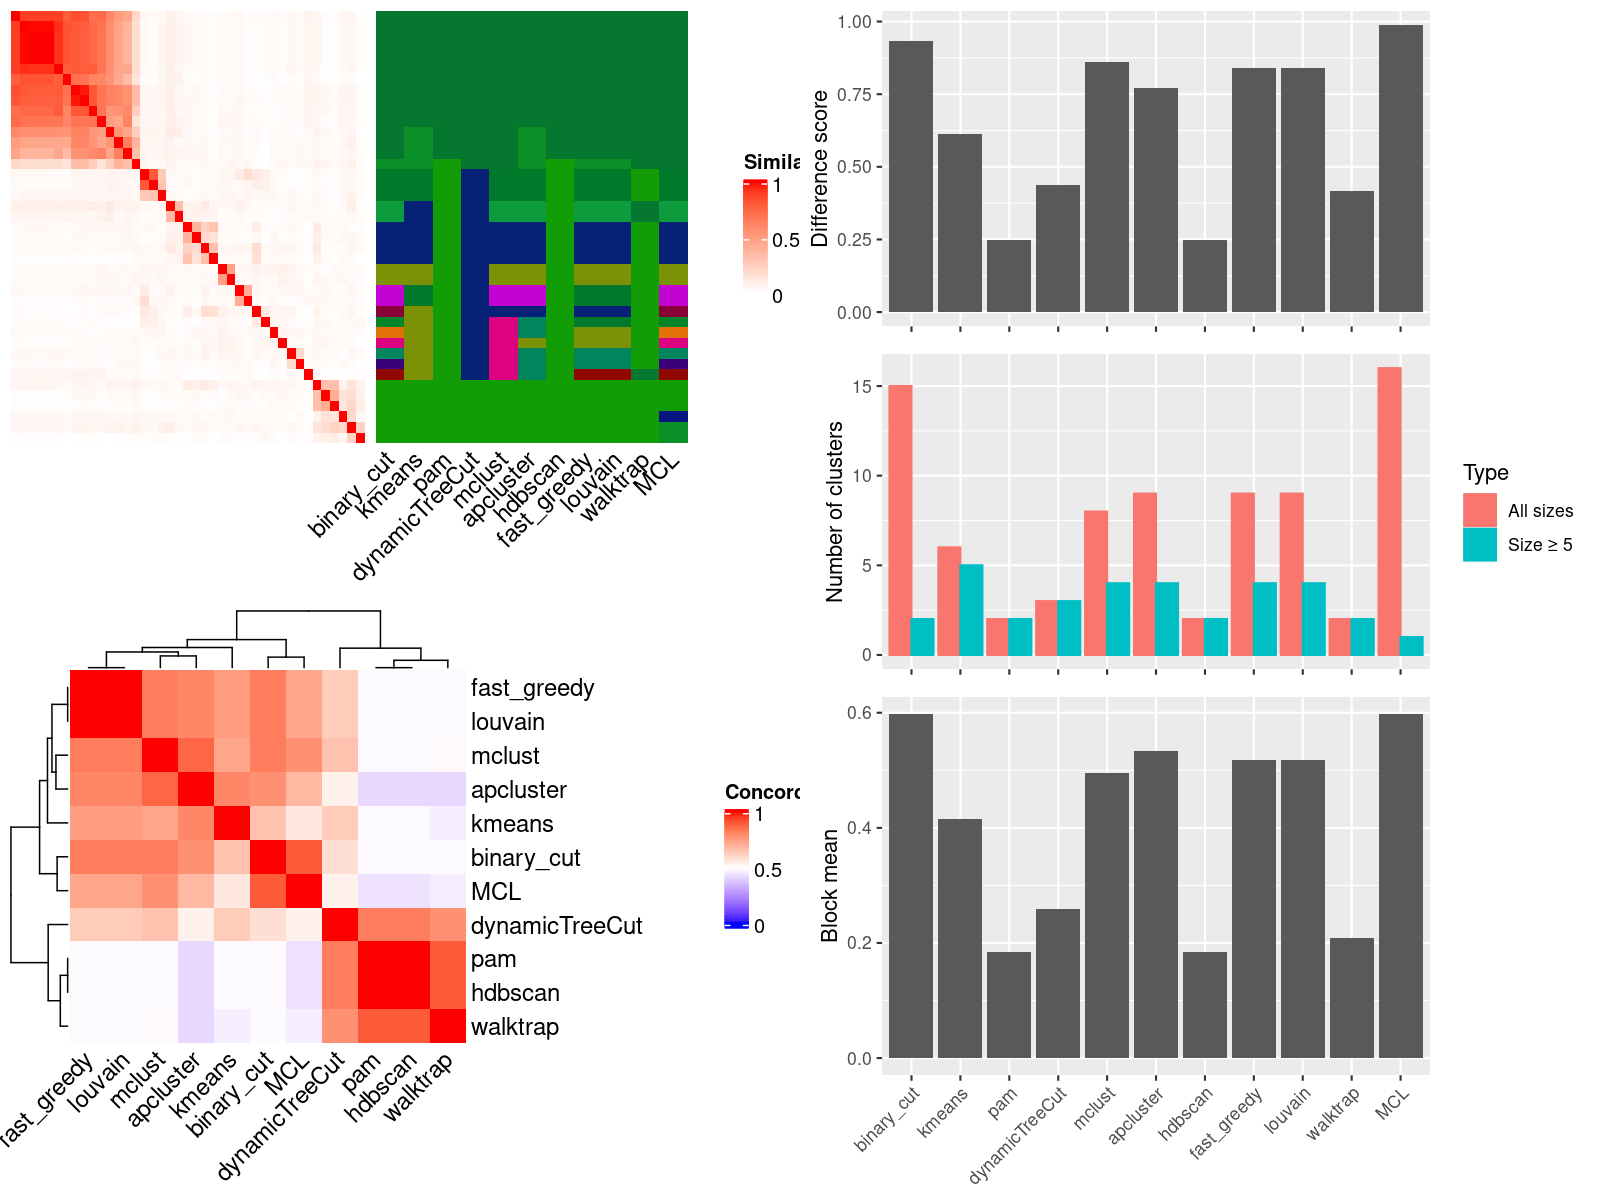 Simila
1
0.5
0
binary_cut
kmeans
pam
dynamicTreeCut
mclust
apcluster
hdbscan
fast_greedy
louvain
walktrap
MCL
fast_greedy
louvain
mclust
apcluster
kmeans
binary_cut
MCL
dynamicTreeCut
pam
hdbscan
walktrap
fast_greedy
louvain
mclust
apcluster
kmeans
binary_cut
MCL
dynamicTreeCut
pam
hdbscan
walktrap
Concord
1
0.5
0
Difference score
1.00
0.75
0.50
0.25
0.00
Number of clusters
15
10
5
0
Type
All sizes
Size ≥ 5
Block mean
0.6
0.4
0.2
0.0
binary_cut
kmeans
pam
dynamicTreeCut
mclust
apcluster
hdbscan
fast_greedy
louvain
walktrap
MCL